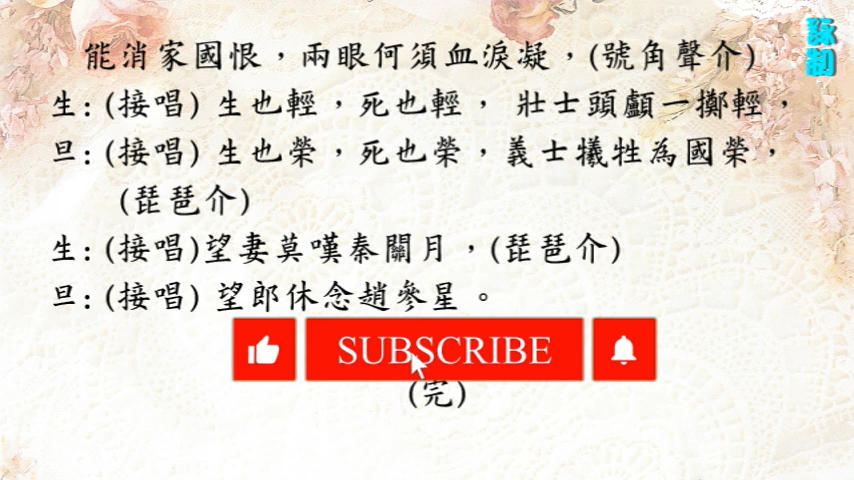 能消家國恨，兩眼何須血淚凝，(號角聲介)
生: (接唱) 生也輕，死也輕， 壯士頭顱一擲輕，
旦: (接唱) 生也榮，死也榮，義士犧牲為國榮，
(琵琶介)
生: (接唱)望妻莫嘆秦關月，(琵琶介)
旦: (接唱) 望郎休念趙參星。
SUBSCRIBE
(完)